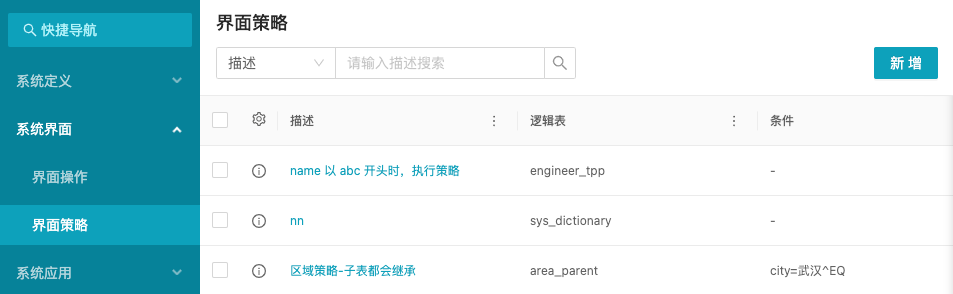 快捷导航
系统定义
系统界面
界面操作
界面策略
系统应用
界面策略
描述 请输入描述搜索 新 增
描述 逻辑表 条件
name 以 abc 开头时，执行策略 engineer_tpp -
nn sys_dictionary -
区域策略-子表都会继承 area_parent city=武汉^EQ